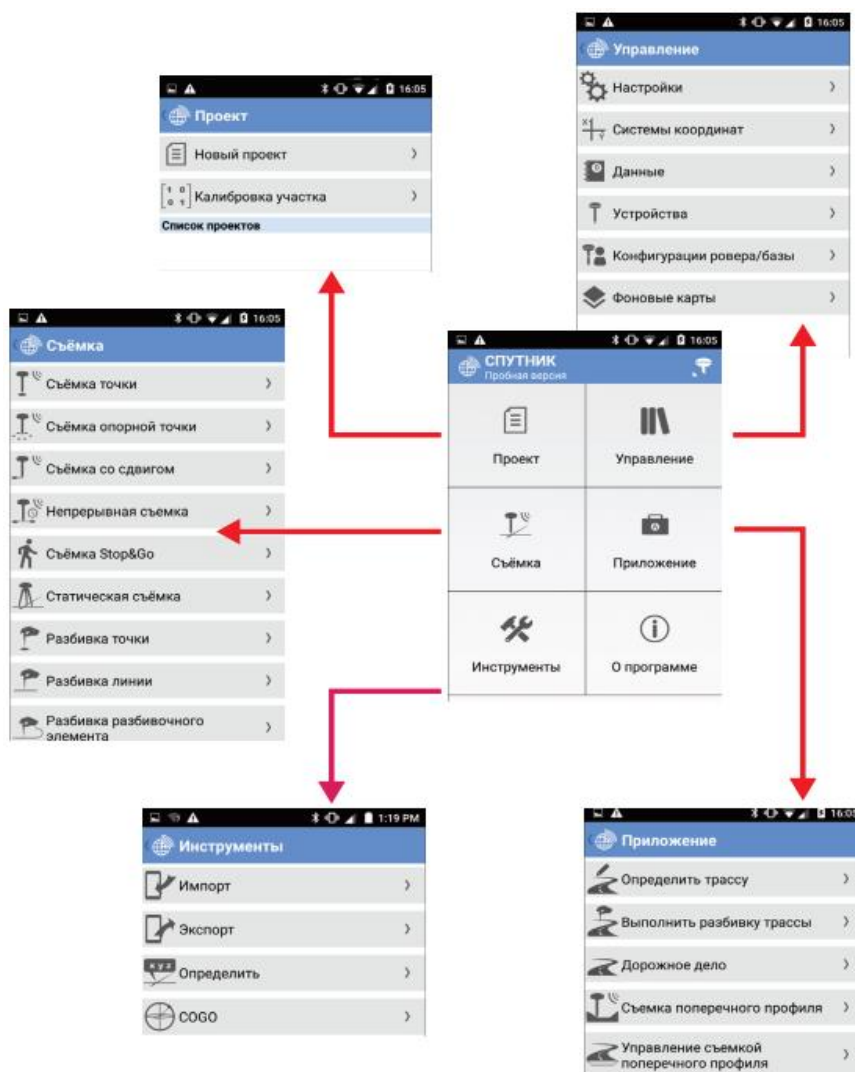 16:05
Управление
Настройки
Системы координат
Данные
Устройства
Конфигурации ровера/базы
Фоновые карты
16:05
Проект
Новый проект
Калибровка участка
Список проектов
16:05
Съёмка
Съёмка точки
Съёмка опорной точки
Съёмка со сдвигом
Непрерывная съемка
Съёмка Stop&Go
Статическая съёмка
Разбивка точки
Разбивка линии
Разбивка разбивочного
элемента
16:05
СПУТНИК
Пробная версия
Проект
Управление
Съёмка
Приложение
Инструменты
О программе
1:19 PM
Инструменты
Импорт
Экспорт
xyz
Определить
COGO
16:05
Приложение
Определить трассу
Выполнить разбивку трассы
Дорожное дело
Съемка поперечного профиля
Управление съемкой
поперечного профиля